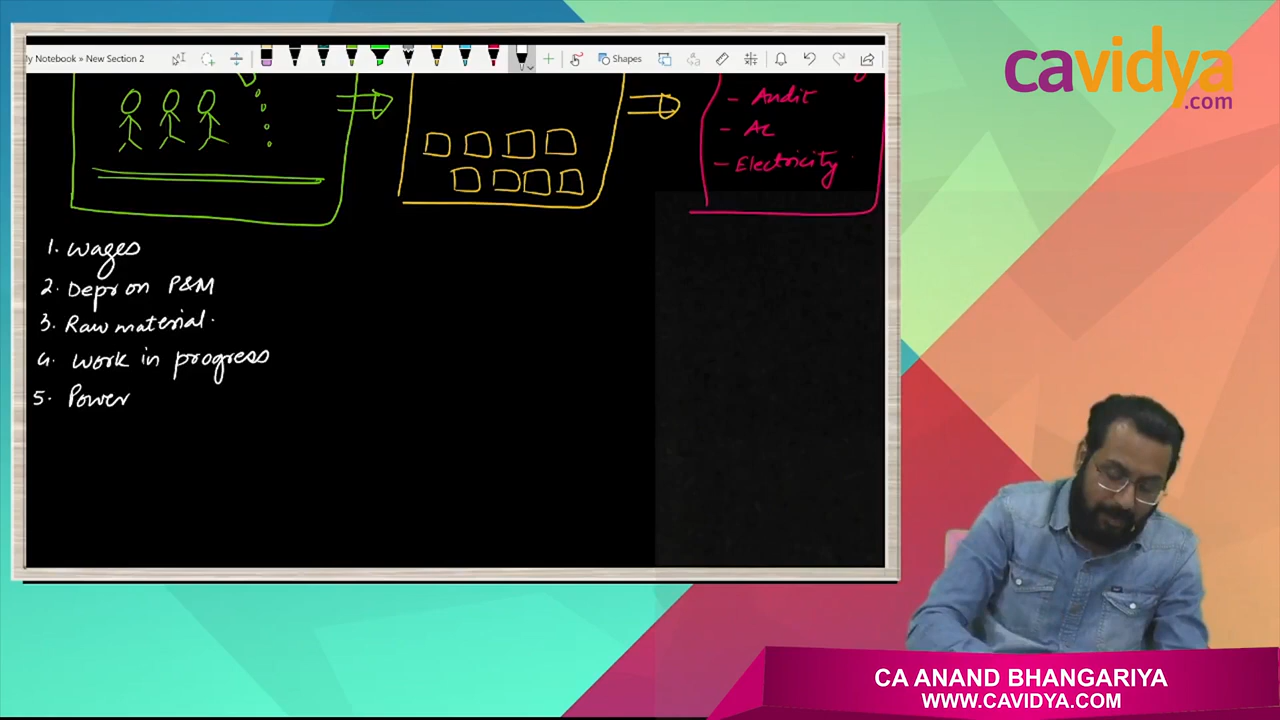 cavidya
.com
y Notebook » New Section 2
Shapes
- Audit
- AC
- Electricity
1. Wages
2. Depr on P&M
3. Raw material.
4. Work in progress
5. Power
CA ANAND BHANGARIYA
WWW.CAVIDYA.COM